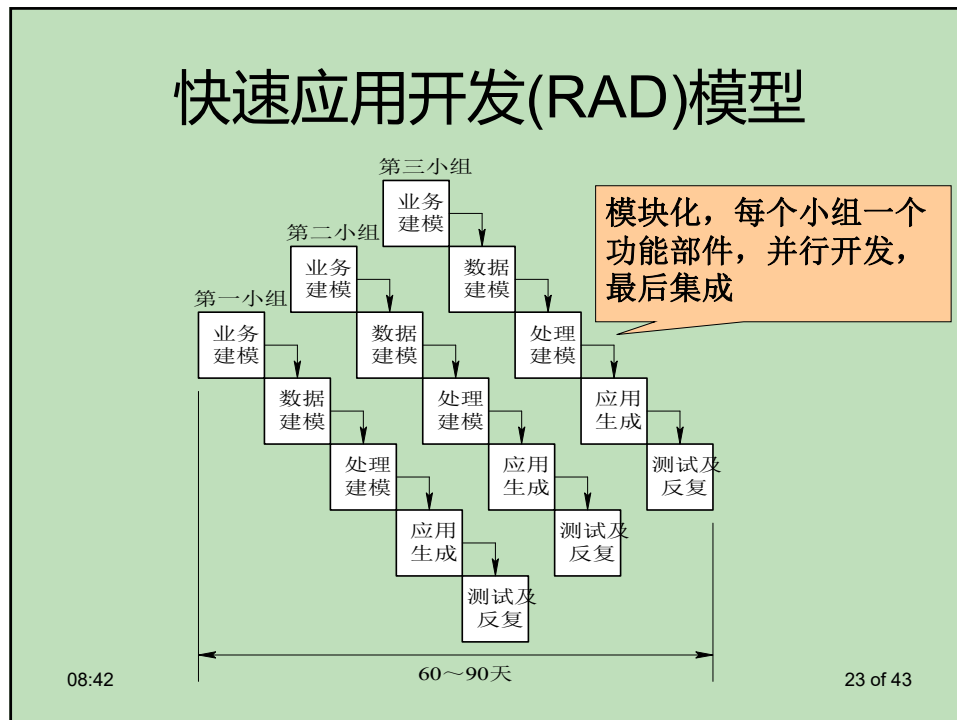 快速应用开发(RAD)模型
第三小组
业务
建模
数据
建模
处理
建模
应用
生成
测试及
反复
第二小组
业务
建模
数据
建模
处理
建模
应用
生成
测试及
反复
第一小组
业务
建模
数据
建模
处理
建模
应用
生成
测试及
反复
模块化，每个小组一个
功能部件，并行开发，
最后集成
60～90天
08:42
23 of 43